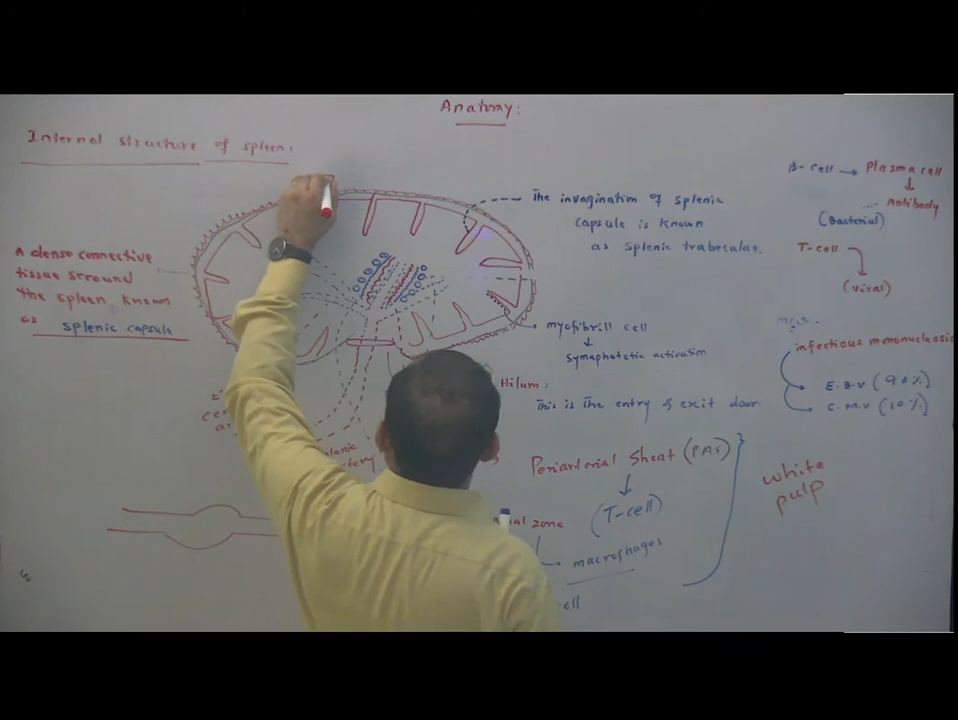 Anatomy:
Internal structure of spleen:
A dense connective
tissue srround
the spleen known
as splenic capsule
The invagination of splenic
capsule is known
as splenic trabeculae.
myofibrill cell
symaphatetic activation
Hilum:
This is the entry & exit door
Periarterial Sheat (PAS)
(T-cell)
zone
macrophages
white
pulp
B-cell → Plasma cell
Antibody
(Bacterial)
T-cell
(viral)
infectious mononucleosis
E.B.V (90%)
C.M.V (10%)